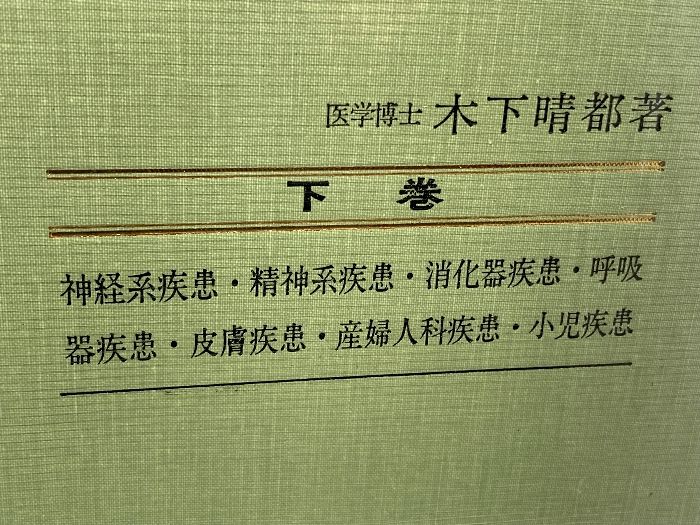 医学博士 木下晴都著
下巻
神経系疾患・精神系疾患・消化器疾患・呼吸
器疾患・皮膚疾患・産婦人科疾患・小児疾患